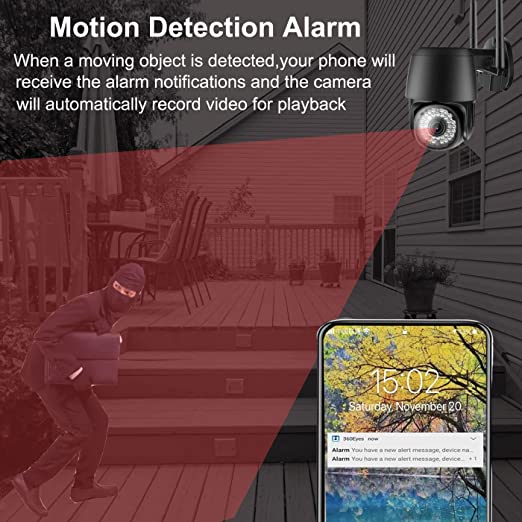 Motion Detection Alarm
When a moving object is detected,your phone will
receive the alarm notifications and the camera
will automatically record video for playback
15:02
Saturday, November 20
360Eyes now
Alarm You have a new alert message, device na...
Alarm You have a new alert message, device... +1